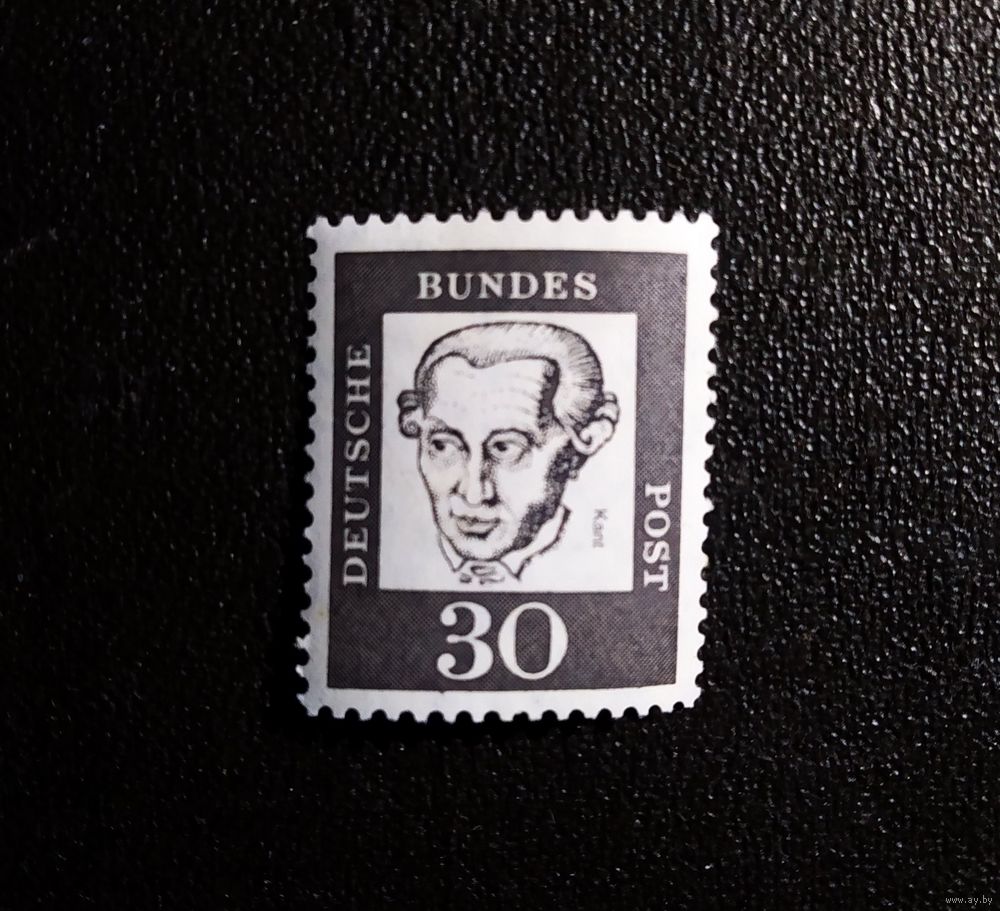 DEUTSCHE
BUNDES
POST
Kant
30
www.ay.by